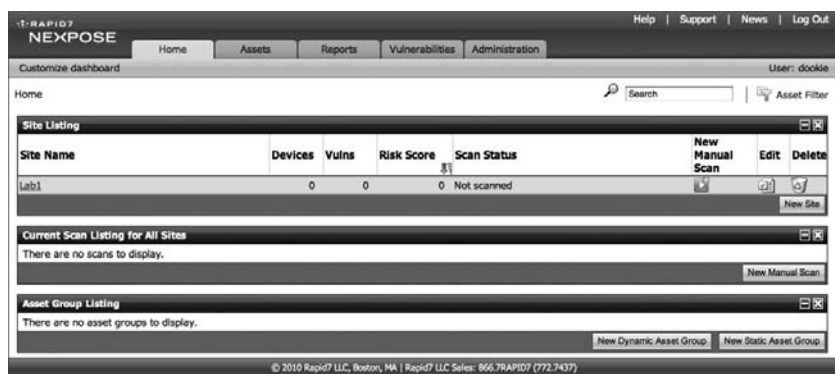 RAPID7
NEXPOSE
Help | Support | News | Log Out
Home Assets Reports Vulnerabilities Administration
Customize dashboard User: dookie
Home Search Asset Filter
Site Listing
Site Name Devices Vulns Risk Score Scan Status New Manual Scan Edit Delete
Lab1 0 0 0 Not scanned
New Site
Current Scan Listing for All Sites
There are no scans to display.
New Manual Scan
Asset Group Listing
There are no asset groups to display.
New Dynamic Asset Group New Static Asset Group
© 2010 Rapid7 LLC, Boston, MA | Rapid7 LLC Sales: 866.7RAPID7 (772.7437)